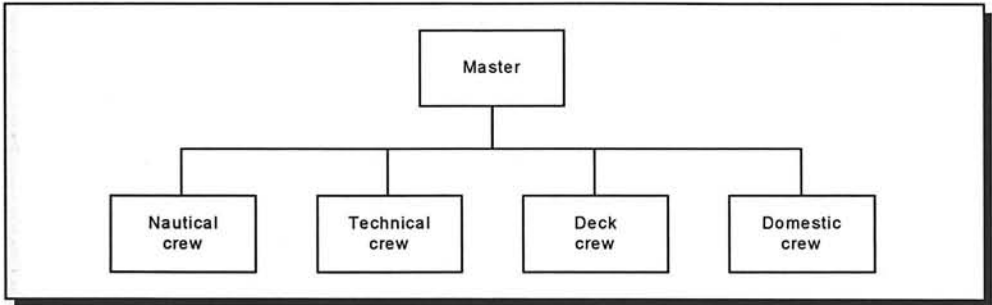 Master
Nautical
crew
Technical
crew
Deck
crew
Domestic
crew